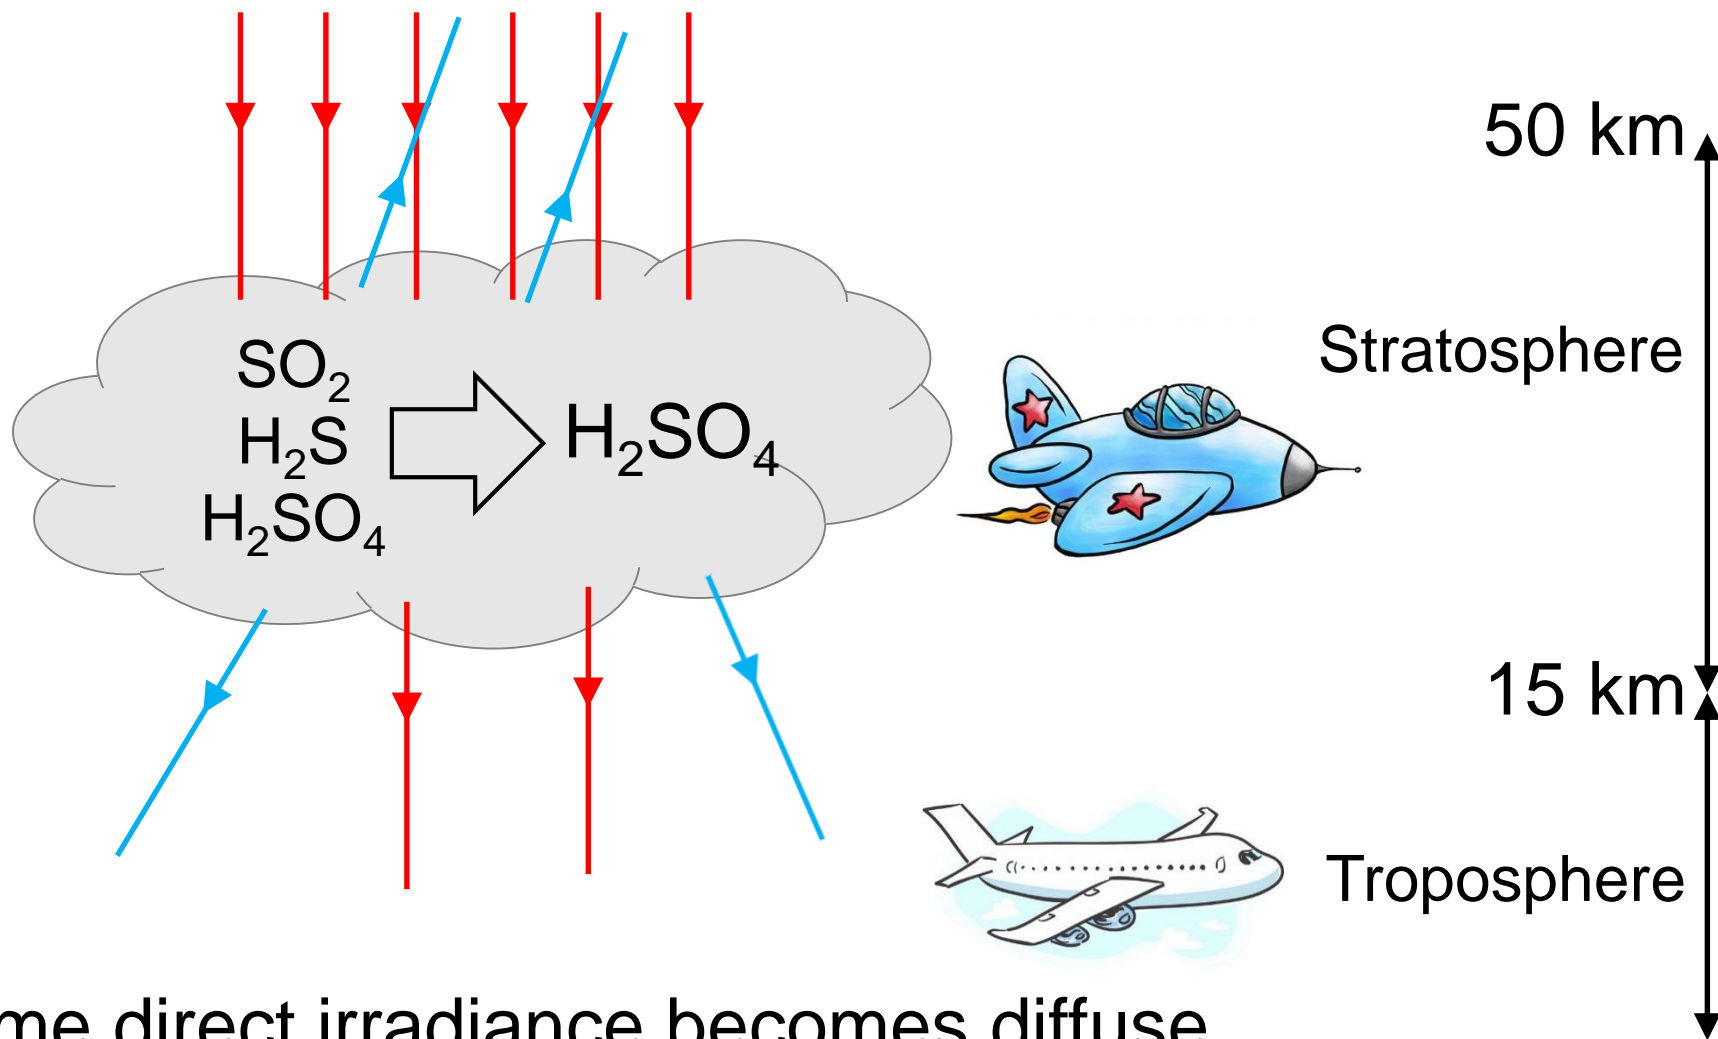 50 km
Stratosphere
SO₂
H₂S
H₂SO₄
H₂SO₄
15 km
Troposphere
direct irradiance becomes diffuse